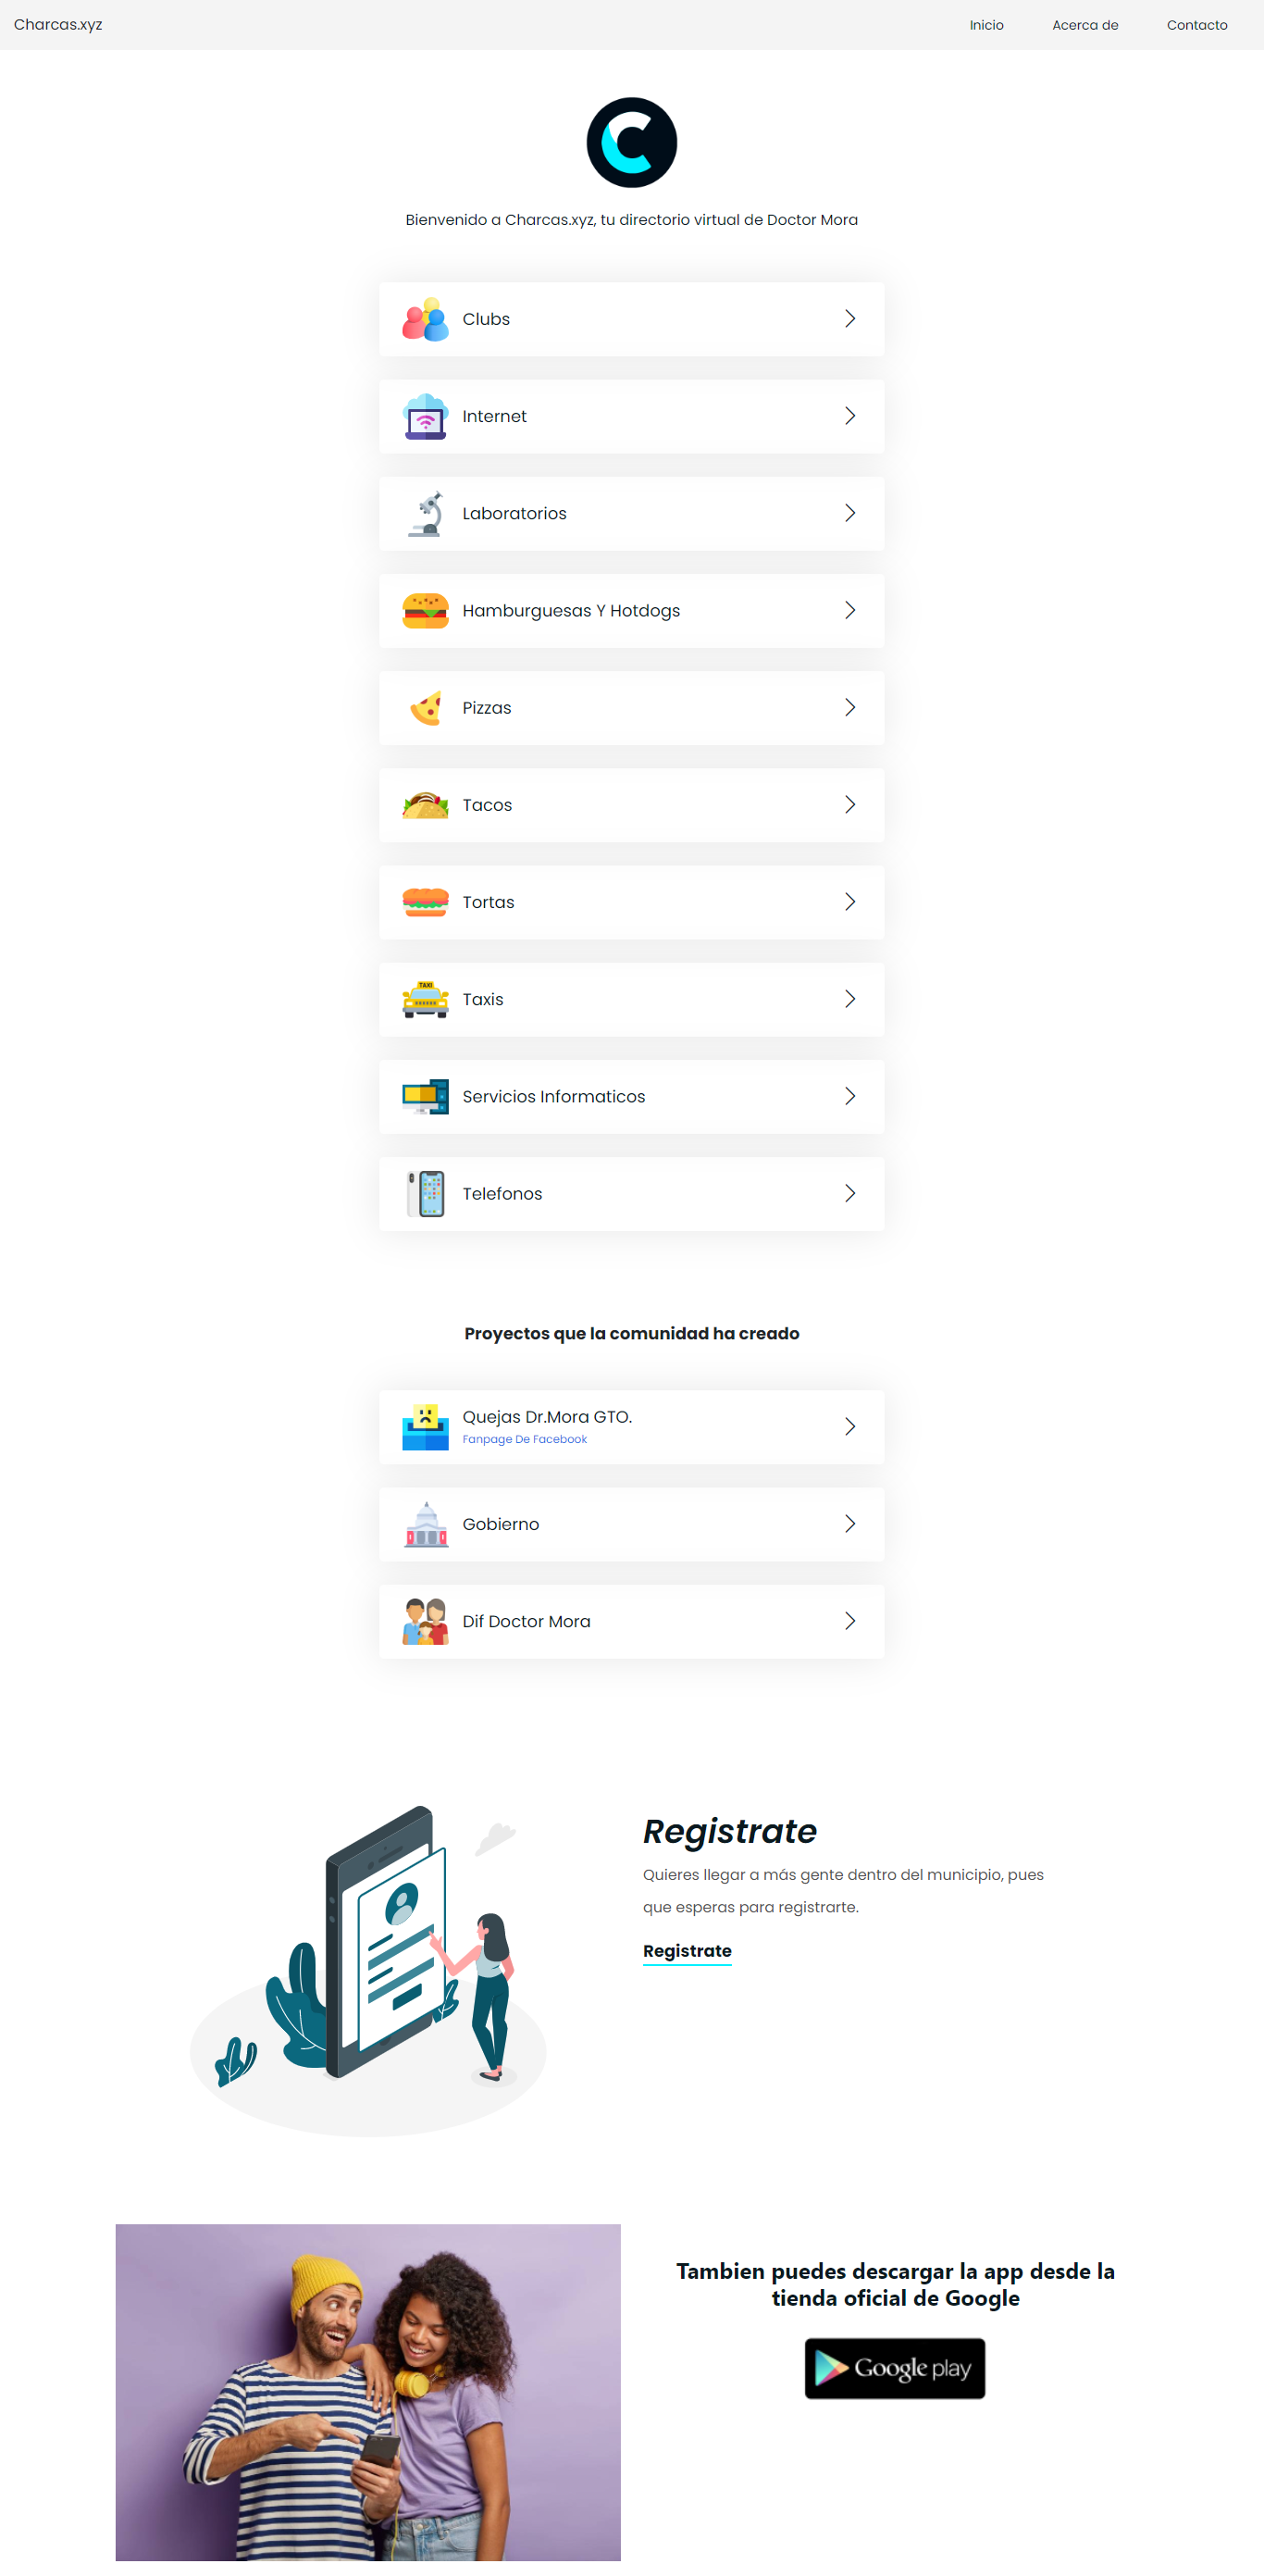 Charcas.xyz
Inicio
Acerca de
Contacto
Bienvenido a Charcas.xyz, tu directorio virtual de Doctor Mora
Clubs
Internet
Laboratorios
Hamburguesas Y Hotdogs
Pizzas
Tacos
Tortas
TAXI
Taxis
Servicios Informaticos
Telefonos
Proyectos que la comunidad ha creado
Quejas Dr.Mora GTO.
Fanpage De Facebook
Gobierno
Dif Doctor Mora
Registrate
Quieres llegar a más gente dentro del municipio, pues
que esperas para registrarte.
Registrate
Tambien puedes descargar la app desde la
tienda oficial de Google
Google play